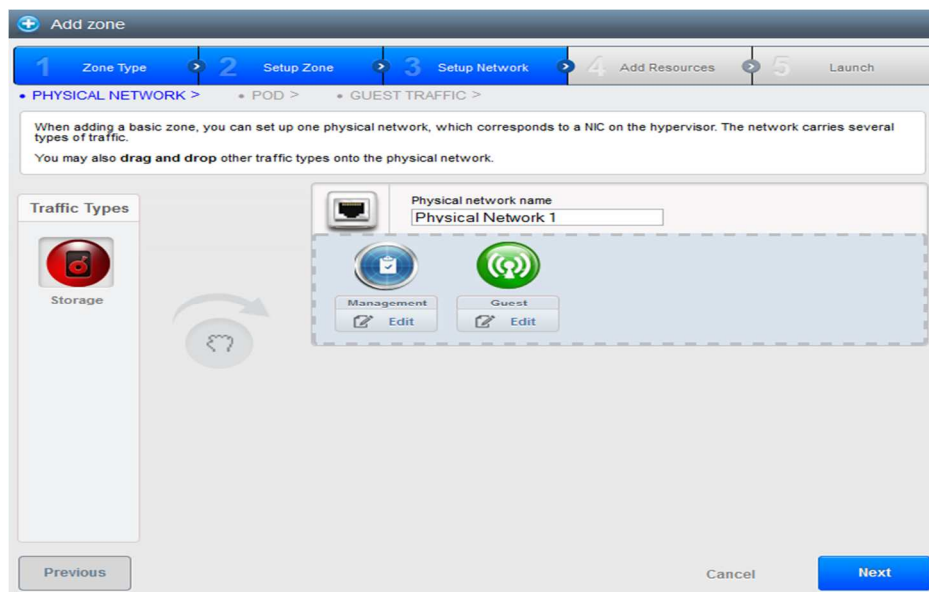 Add zone
1 Zone Type > 2 Setup Zone > 3 Setup Network > 4 Add Resources > 5 Launch
• PHYSICAL NETWORK > • POD > • GUEST TRAFFIC >
When adding a basic zone, you can set up one physical network, which corresponds to a NIC on the hypervisor. The network carries several
types of traffic.
You may also drag and drop other traffic types onto the physical network.
Traffic Types
Storage
Physical network name
Physical Network 1
Management Guest
Edit Edit
Previous Cancel Next